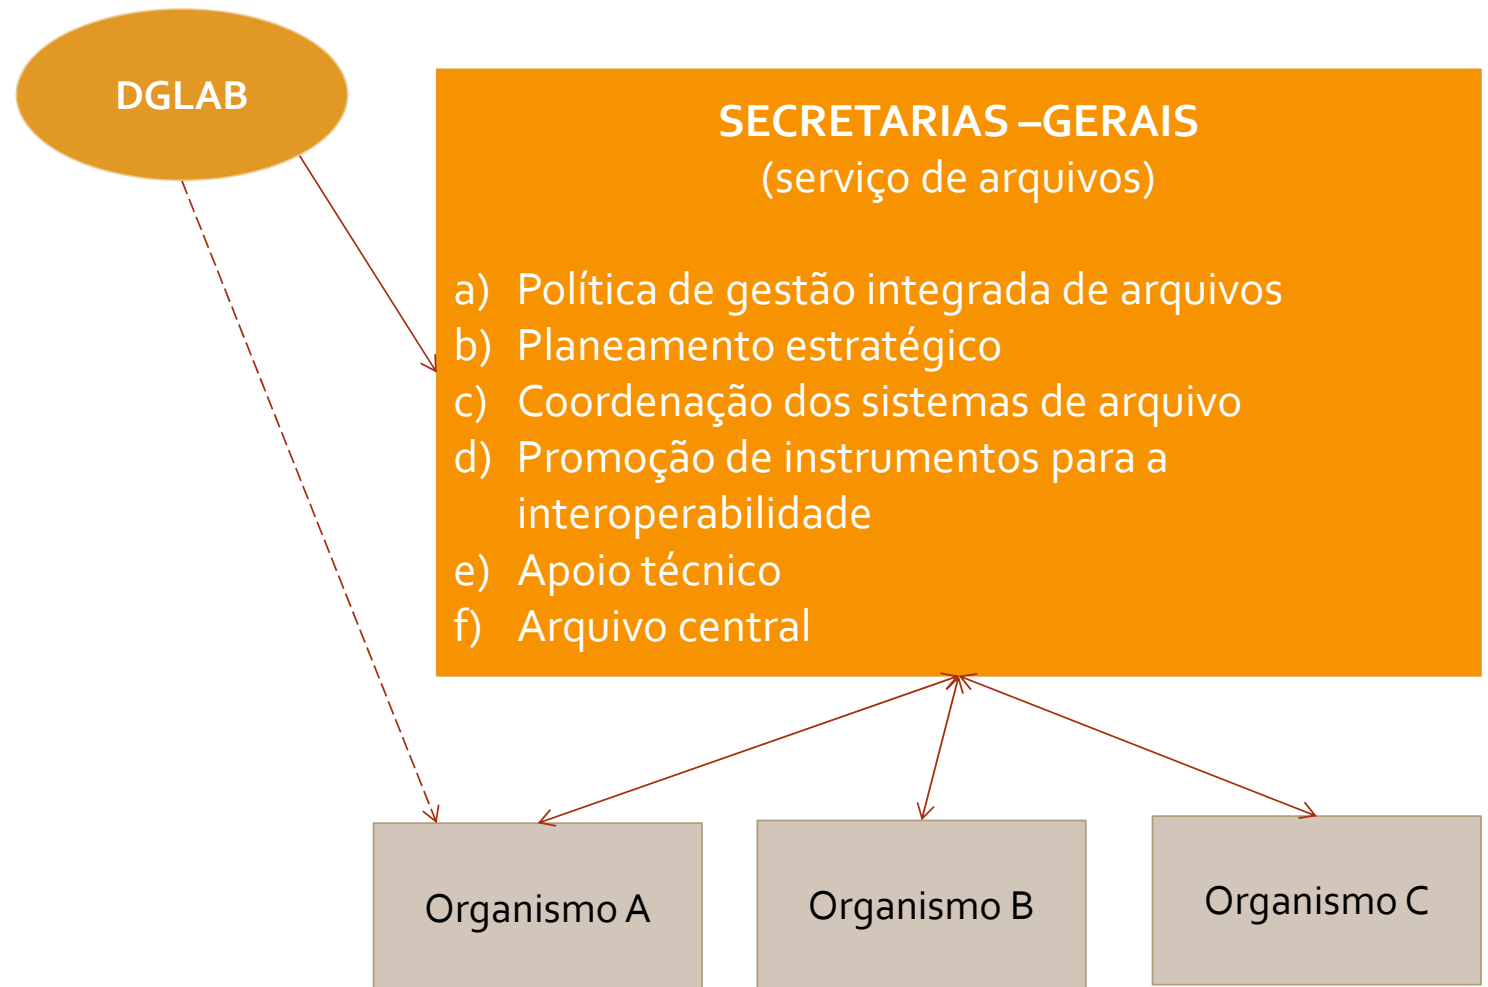 DGLAB
SECRETARIAS –GERAIS
(serviço de arquivos)
a) Política de gestão integrada de arquivos
b) Planeamento estratégico
c) Coordenação dos sistemas de arquivo
d) Promoção de instrumentos para a
interoperabilidade
e) Apoio técnico
f) Arquivo central
Organismo A
Organismo B
Organismo C